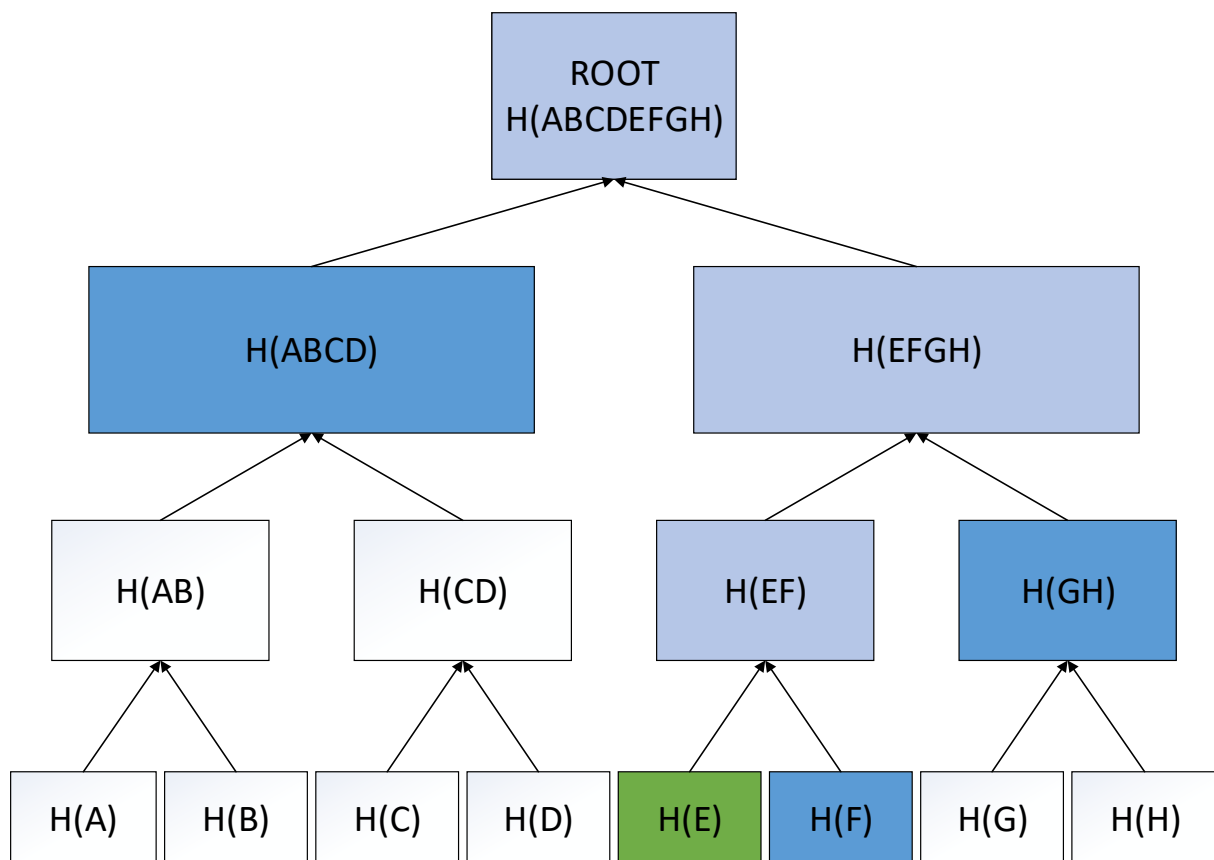 ROOT
H(ABCDEFGH)
H(ABCD)
H(EFGH)
H(AB)
H(CD)
H(EF)
H(GH)
H(A)
H(B)
H(C)
H(D)
H(E)
H(F)
H(G)
H(H)